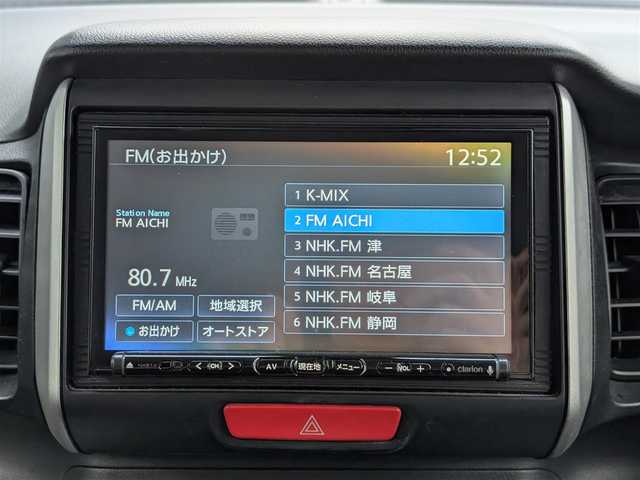 FM(お出かけ)
12:52
Station Name
FM AICHI
80.7 MHz
FM/AM
地域選択
お出かけ
オートストア
1 K-MIX
2 FM AICHI
3 NHK.FM 津
4 NHK.FM 名古屋
5 NHK.FM 岐阜
6 NHK.FM 静岡
< CH > AV 現在地 メニュー − VOL + clarion